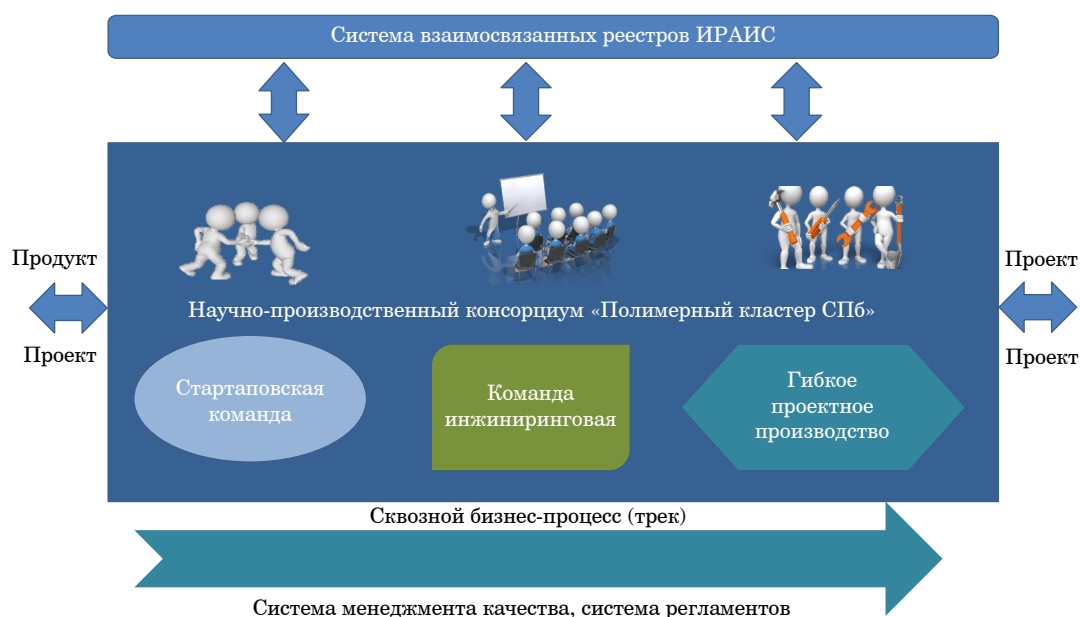 Система взаимосвязанных реестров ИРАИС
Продукт
Проект
Научно-производственный консорциум «Полимерный кластер СПб»
Проект
Проект
Стартаповская
команда
Команда
инжиниринговая
Гибкое
проектное
производство
Сквозной бизнес-процесс (трек)
Система менеджмента качества, система регламентов